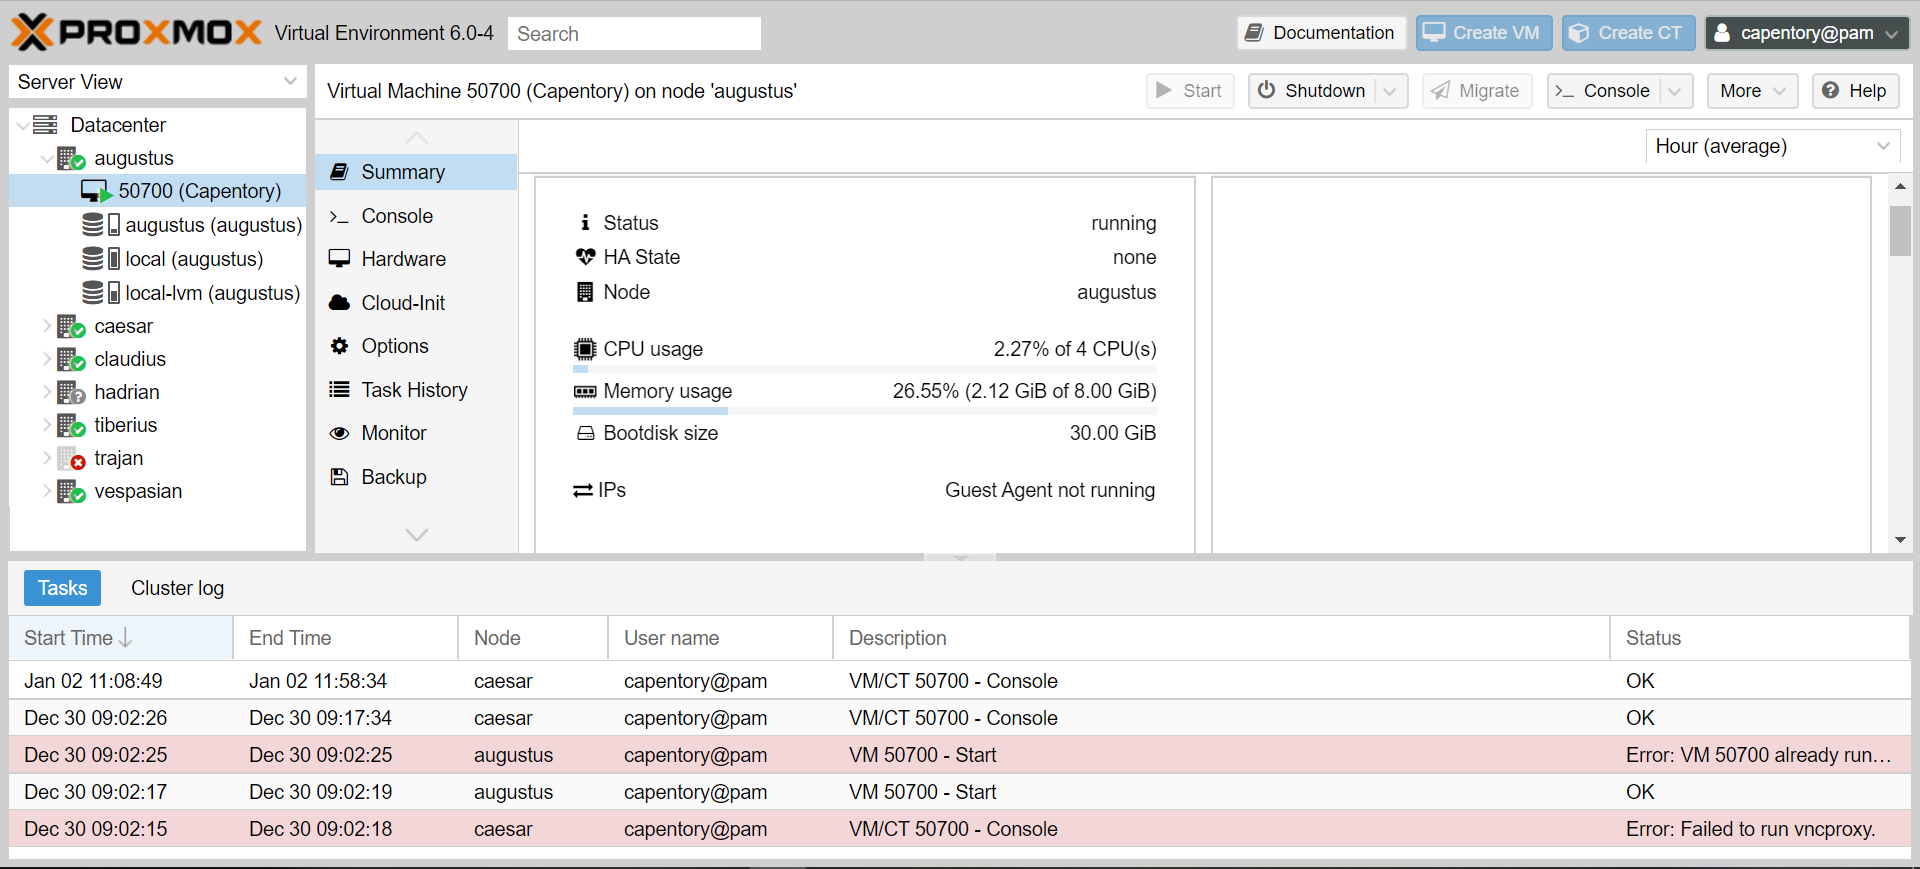 PROXMOX Virtual Environment 6.0-4 Search Documentation Create VM Create CT capentory@pam
Server View
Virtual Machine 50700 (Capentory) on node 'augustus' Start Shutdown Migrate Console More Help
Datacenter
augustus
50700 (Capentory)
augustus (augustus)
local (augustus)
local-lvm (augustus)
caesar
claudius
hadrian
tiberius
trajan
vespasian
Summary
Console
Hardware
Cloud-Init
Options
Task History
Monitor
Backup
Hour (average)
Status running
HA State none
Node augustus
CPU usage 2.27% of 4 CPU(s)
Memory usage 26.55% (2.12 GiB of 8.00 GiB)
Bootdisk size 30.00 GiB
IPs Guest Agent not running
Tasks Cluster log
Start Time End Time Node User name Description Status
Jan 02 11:08:49 Jan 02 11:58:34 caesar capentory@pam VM/CT 50700 - Console OK
Dec 30 09:02:26 Dec 30 09:17:34 caesar capentory@pam VM/CT 50700 - Console OK
Dec 30 09:02:25 Dec 30 09:02:25 augustus capentory@pam VM 50700 - Start Error: VM 50700 already run…
Dec 30 09:02:17 Dec 30 09:02:19 augustus capentory@pam VM 50700 - Start OK
Dec 30 09:02:15 Dec 30 09:02:18 caesar capentory@pam VM/CT 50700 - Console Error: Failed to run vncproxy.